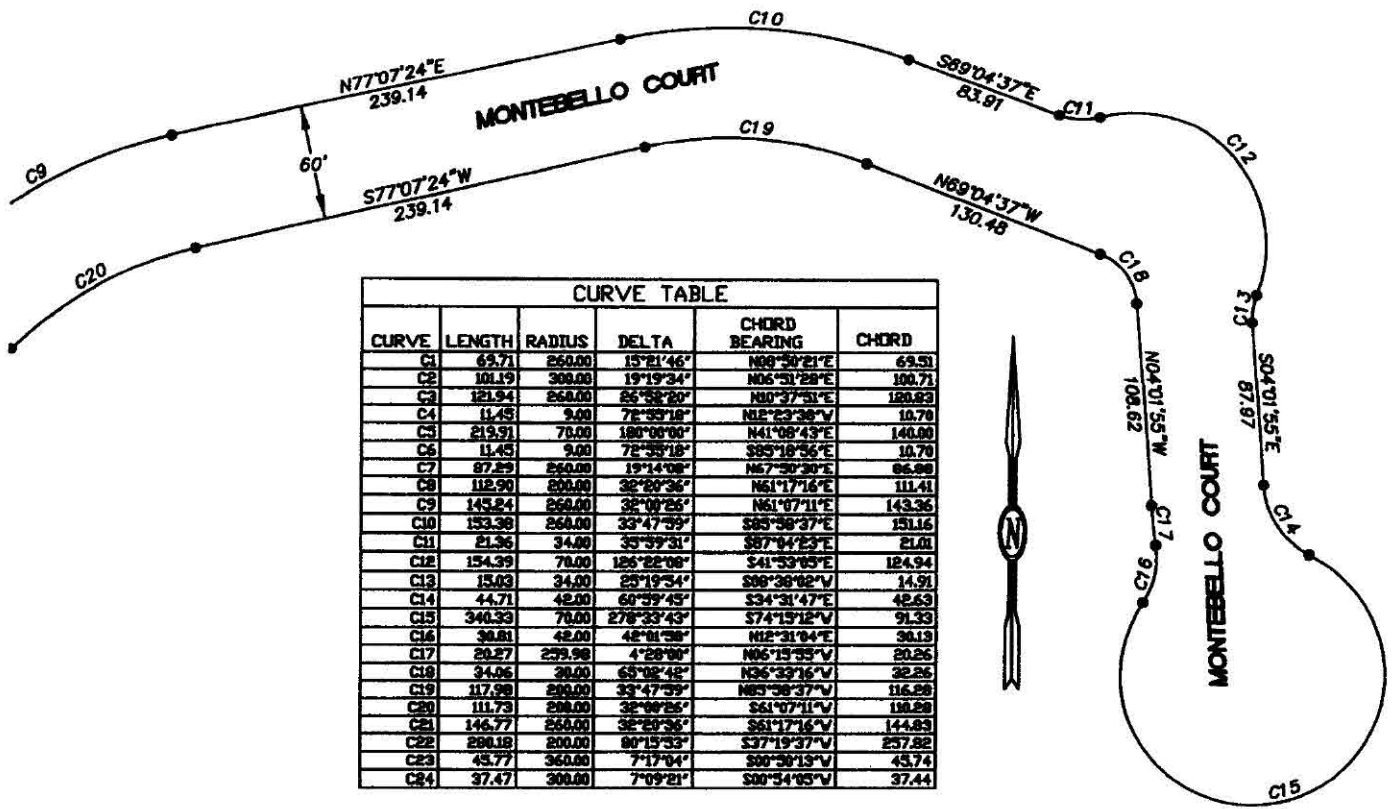 C10
N77°07'24"E
239.14
MONTEBELLO COURT
S69°04'37"E
83.91
C11
C12
C9
60'
C19
S77°07'24"W
239.14
N69°04'37"W
130.48
C20
C18
C13
CURVE TABLE
CURVE LENGTH RADIUS DELTA CHORD BEARING CHORD
C1 69.71 260.00 15°21'46" N08°50'21"E 69.51
C2 101.19 300.00 19°19'34" N06°51'28"E 100.71
C3 121.94 260.00 26°52'20" N10°37'51"E 120.83
C4 11.45 9.00 72°55'18" N12°23'38"W 10.70
C5 219.91 70.00 180°00'00" N41°08'43"E 140.00
C6 11.45 9.00 72°55'18" S85°18'56"E 10.70
C7 87.29 260.00 19°14'08" N67°50'30"E 86.88
C8 112.90 200.00 32°20'36" N61°17'16"E 111.41
C9 145.24 260.00 32°00'26" N61°07'11"E 143.36
C10 153.38 260.00 33°47'59" S85°58'37"E 151.16
C11 21.36 34.00 35°59'31" S87°04'23"E 21.01
C12 154.39 70.00 126°22'08" S41°53'05"E 124.94
C13 15.03 34.00 25°19'54" S08°38'02"W 14.91
C14 44.71 42.00 60°59'45" S34°31'47"E 42.63
C15 340.33 70.00 278°33'43" S74°15'12"W 91.33
C16 30.81 42.00 42°01'58" N12°31'04"E 30.13
C17 20.27 259.98 4°28'00" N06°15'55"W 20.26
C18 34.06 30.00 65°02'42" N36°33'16"W 32.26
C19 117.98 200.00 33°47'59" N85°58'37"W 116.28
C20 111.73 200.00 32°00'26" S61°07'11"W 110.28
C21 146.77 260.00 32°20'36" S61°17'16"W 144.83
C22 280.18 200.00 80°15'53" S37°19'37"W 257.82
C23 45.77 360.00 7°17'04" S00°50'13"W 45.74
C24 37.47 300.00 7°09'21" S00°54'05"W 37.44
N
N04°01'55"W
108.62
S04°01'55"E
87.97
C17
C14
C16
MONTEBELLO COURT
C15